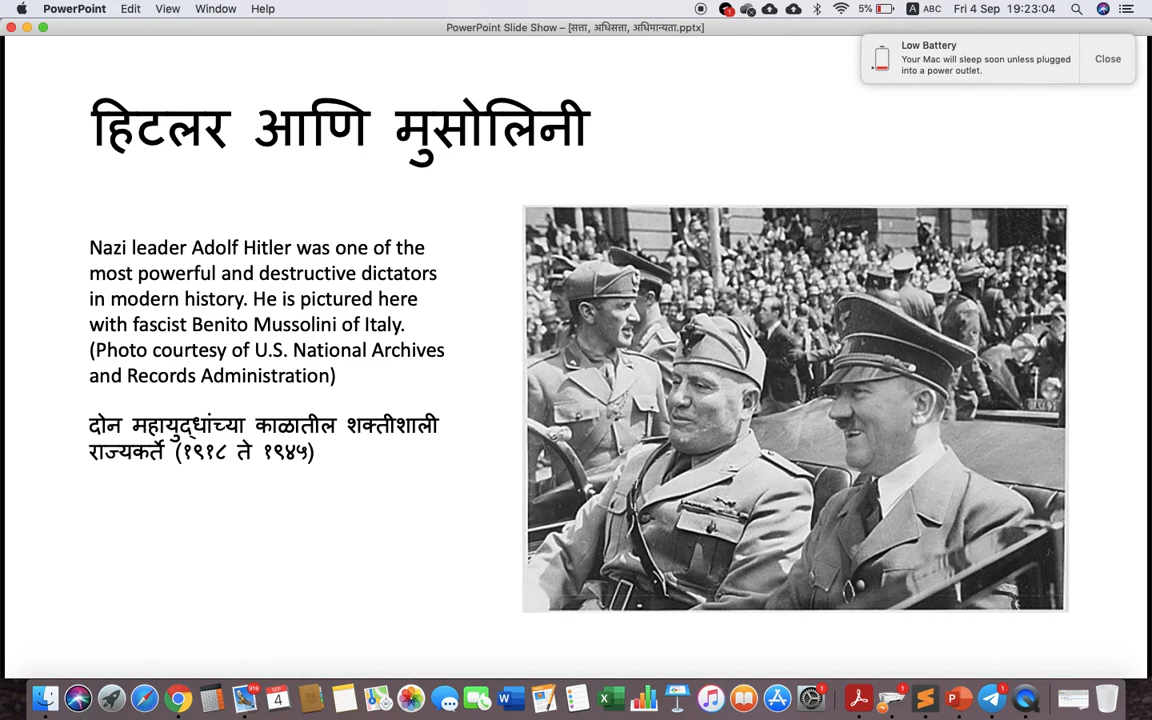 PowerPoint Edit View Window Help 5% A ABC Fri 4 Sep 19:23:04
PowerPoint Slide Show – [सत्ता, अधिसत्ता, अधिमान्यता.pptx]
Low Battery
Your Mac will sleep soon unless plugged
into a power outlet.
Close
हिटलर आणि मुसोलिनी
Nazi leader Adolf Hitler was one of the
most powerful and destructive dictators
in modern history. He is pictured here
with fascist Benito Mussolini of Italy.
(Photo courtesy of U.S. National Archives
and Records Administration)
दोन महायुद्धांच्या काळातील शक्तीशाली
राज्यकर्ते (१९१८ ते १९४५)